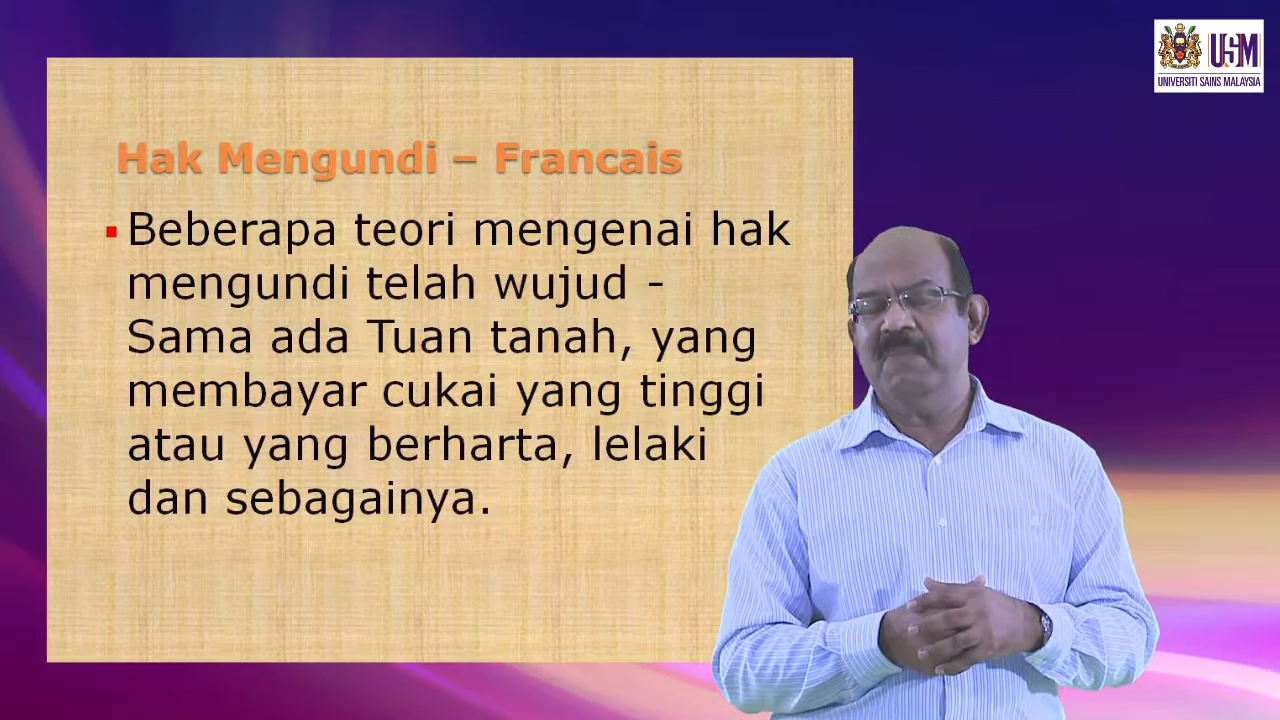 USM
UNIVERSITI SAINS MALAYSIA
Hak Mengundi – Francais
Beberapa teori mengenai hak
mengundi telah wujud -
Sama ada Tuan tanah, yang
membayar cukai yang tinggi
atau yang berharta, lelaki
dan sebagainya.